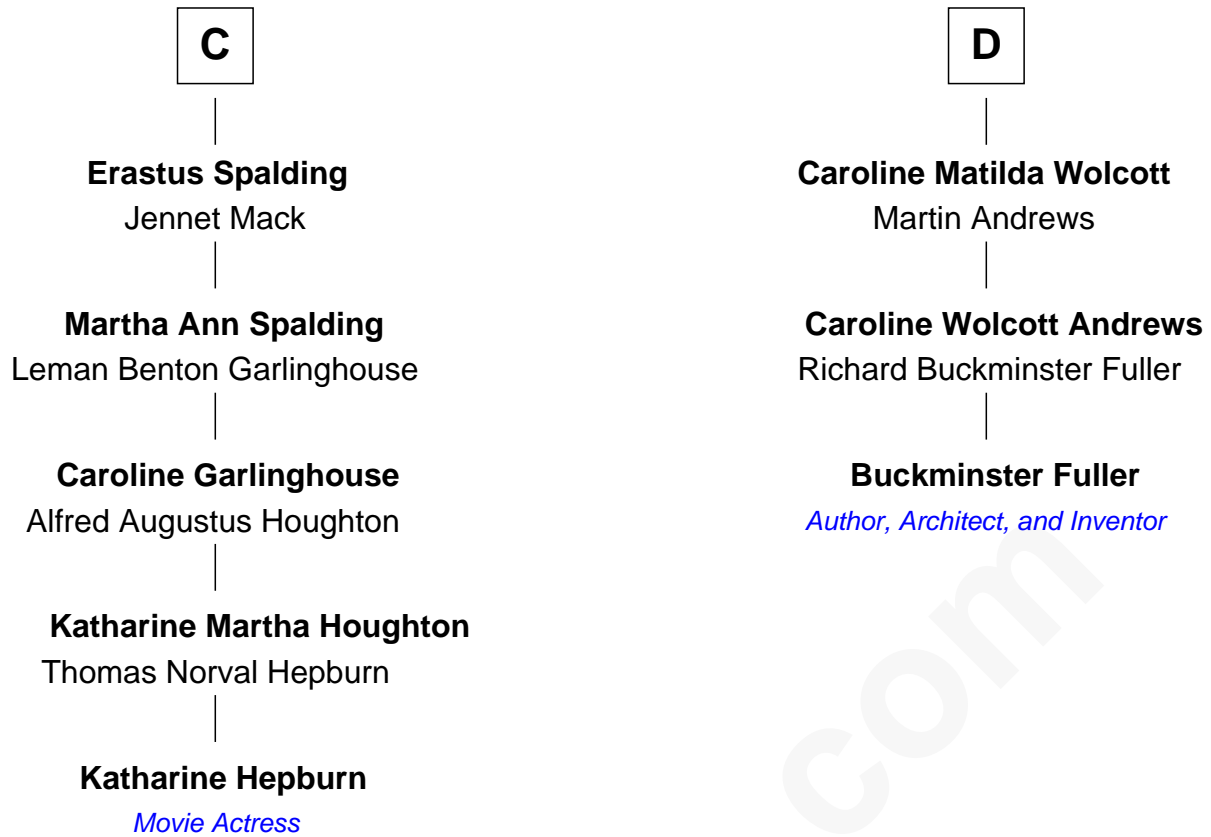 C
Erastus Spalding
Jennet Mack
Martha Ann Spalding
Leman Benton Garlinghouse
Caroline Garlinghouse
Alfred Augustus Houghton
Katharine Martha Houghton
Thomas Norval Hepburn
Katharine Hepburn
Movie Actress
D
Caroline Matilda Wolcott
Martin Andrews
Caroline Wolcott Andrews
Richard Buckminster Fuller
Buckminster Fuller
Author, Architect, and Inventor
com